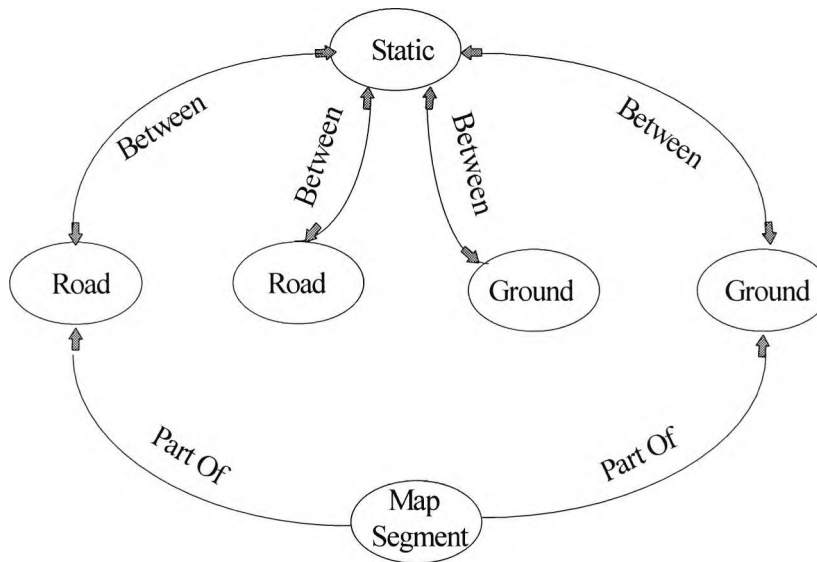 Static
Between
Between
Between
Between
Road
Road
Ground
Ground
Part Of
Part Of
Map
Segment